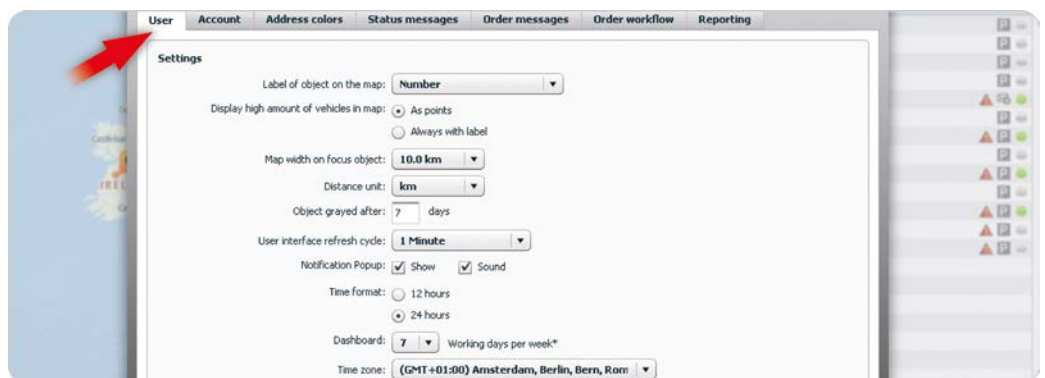 User Account Address colors Status messages Order messages Order workflow Reporting
Settings
Label of object on the map: Number
Display high amount of vehicles in map: As points
Always with label
Map width on focus object: 10.0 km
Distance unit: km
Object grayed after: 7 days
User interface refresh cycle: 1 Minute
Notification Popup: Show Sound
Time format: 12 hours
24 hours
Dashboard: 7 Working days per week*
Time zone: (GMT+01:00) Amsterdam, Berlin, Bern, Rom